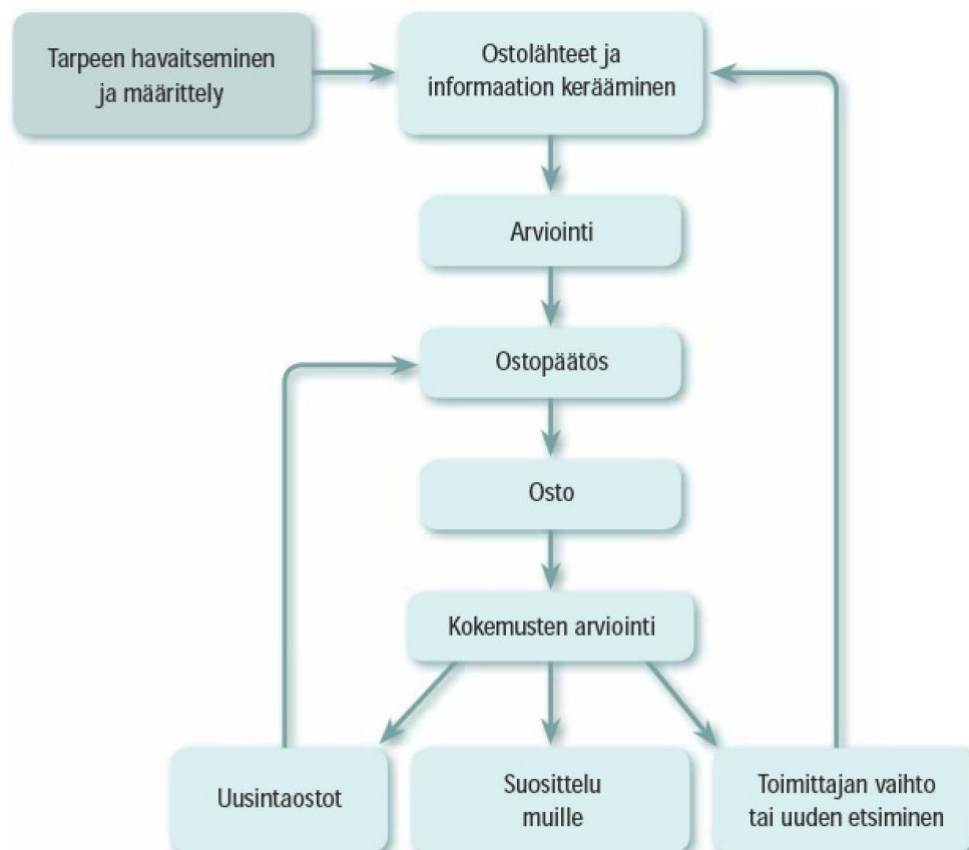 Tarpeen havaitseminen
ja määrittely
Ostolähteet ja
informaation kerääminen
Arviointi
Ostopäätös
Osto
Kokemusten arviointi
Uusintaostot
Suosittelu
muille
Toimittajan vaihto
tai uuden etsiminen